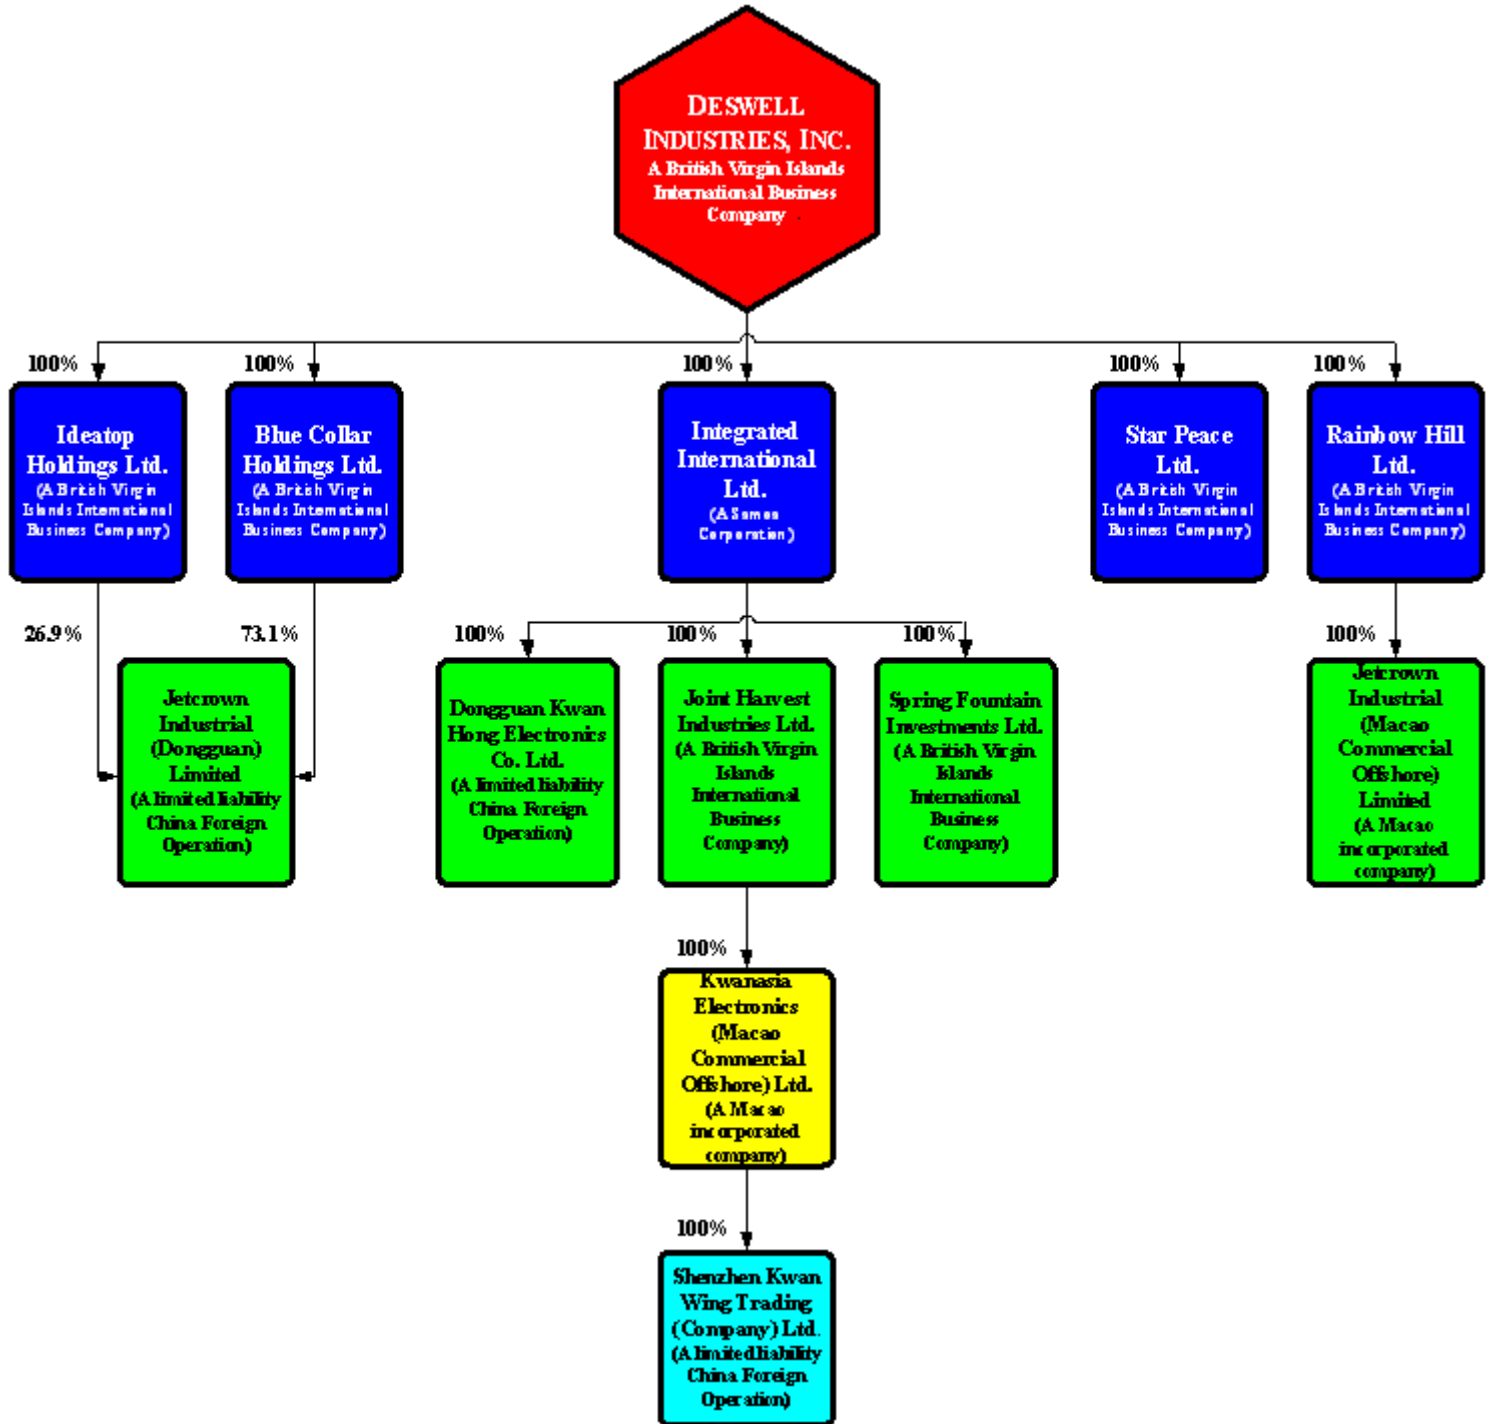 DESWELL
INDUSTRIES, INC.
A British Virgin Islands
International Business
Company
100%
100%
100%
100%
100%
Ideatop
Holdings Ltd.
(A British Virgin
Islands International
Business Company)
Blue Collar
Holdings Ltd.
(A British Virgin
Islands International
Business Company)
Integrated
International
Ltd.
(A Samoa
Corporation)
Star Peace
Ltd.
(A British Virgin
Islands International
Business Company)
Rainbow Hill
Ltd.
(A British Virgin
Islands International
Business Company)
26.9%
73.1%
100%
100%
100%
100%
Jetcrown
Industrial
(Dongguan)
Limited
(A limited liability
China Foreign
Operation)
Dongguan Kwan
Hong Electronics
Co. Ltd.
(A limited liability
China Foreign
Operation)
Joint Harvest
Industries Ltd.
(A British Virgin
Islands
International
Business
Company)
Spring Fountain
Investments Ltd.
(A British Virgin
Islands
International
Business
Company)
Jetcrown
Industrial
(Macao
Commercial
Offshore)
Limited
(A Macao
incorporated
company)
100%
Kwanasia
Electronics
(Macao
Commercial
Offshore) Ltd.
(A Macao
incorporated
company)
100%
Shenzhen Kwan
Wing Trading
(Company) Ltd.
(A limited liability
China Foreign
Operation)